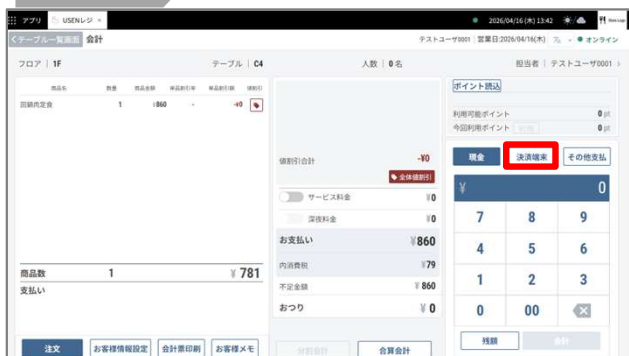 アプリ USENレジ × 2026/04/16(木) 13:42
<テーブル一覧画面 会計 テストユーザ0001 営業日:2026/04/16(木) オンライン
フロア | 1F テーブル | C4 人数 | 0 名 担当者 | テストユーザ0001 >
商品名 数量 商品金額 単品割引率 単品割引額 値割引
回鍋肉定食 1 ¥860 - -¥0
商品数 1 ¥ 781
支払い
注文 お客様情報設定 会計票印刷 お客様メモ
値割引合計 -¥0
全体値割引
サービス料金 ¥0
深夜料金 ¥0
お支払い ¥860
内消費税 ¥79
不足金額 ¥ 860
おつり ¥ 0
分割会計 合算会計
ポイント読込
利用可能ポイント 0 pt
今回利用ポイント 利用 0 pt
現金 決済端末 その他支払
¥ 0
7 8 9
4 5 6
1 2 3
0 00
残額 会計